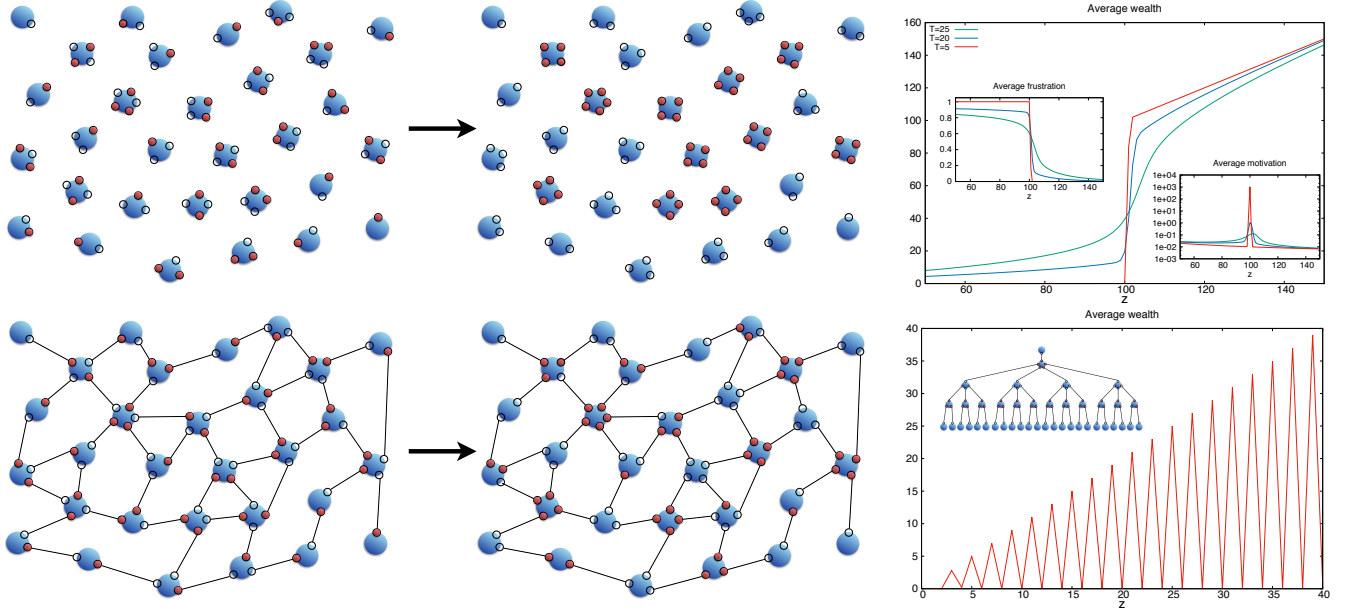 Average wealth
160
140
120
100
80
60
40
20
0
T=25
T=20
T=5
Average frustration
1
0.8
0.6
0.4
0.2
0
60 80 100 120 140
z
Average motivation
1e+04
1e+03
1e+02
1e+01
1e+00
1e-01
1e-02
1e-03
60 80 100 120 140
z
60 80 100 120 140
z
Average wealth
40
35
30
25
20
15
10
5
0
0 5 10 15 20 25 30 35 40
z